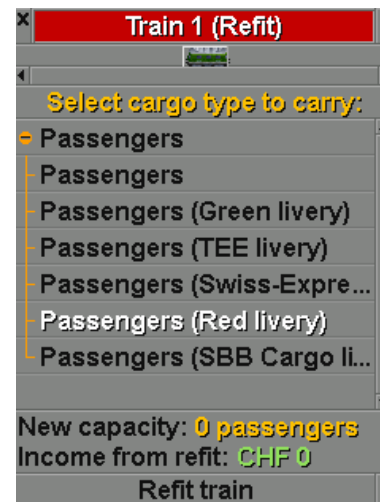 Train 1 (Refit)
Select cargo type to carry:
Passengers
Passengers
Passengers (Green livery)
Passengers (TEE livery)
Passengers (Swiss-Expre...
Passengers (Red livery)
Passengers (SBB Cargo li...
New capacity: 0 passengers
Income from refit: CHF 0
Refit train